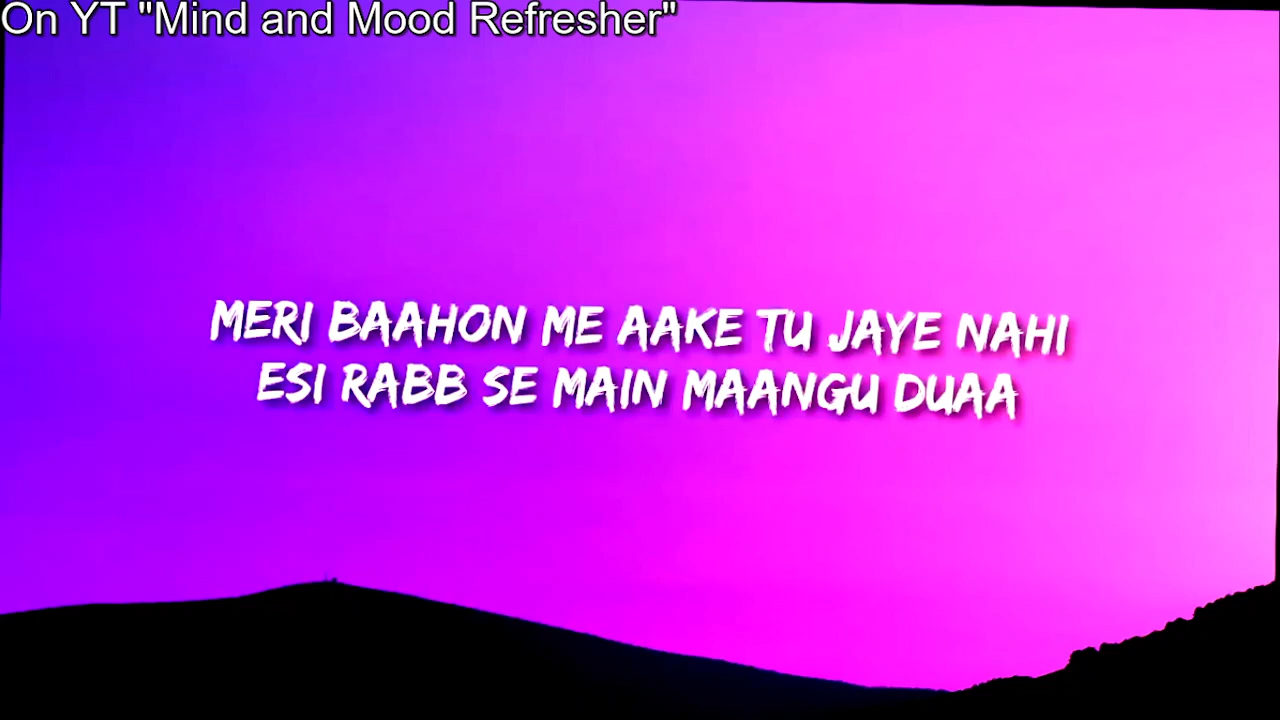 On YT "Mind and Mood Refresher"
MERI BAAHON ME AAKE TU JAYE NAHI
ESI RABB SE MAIN MAANGU DUAA